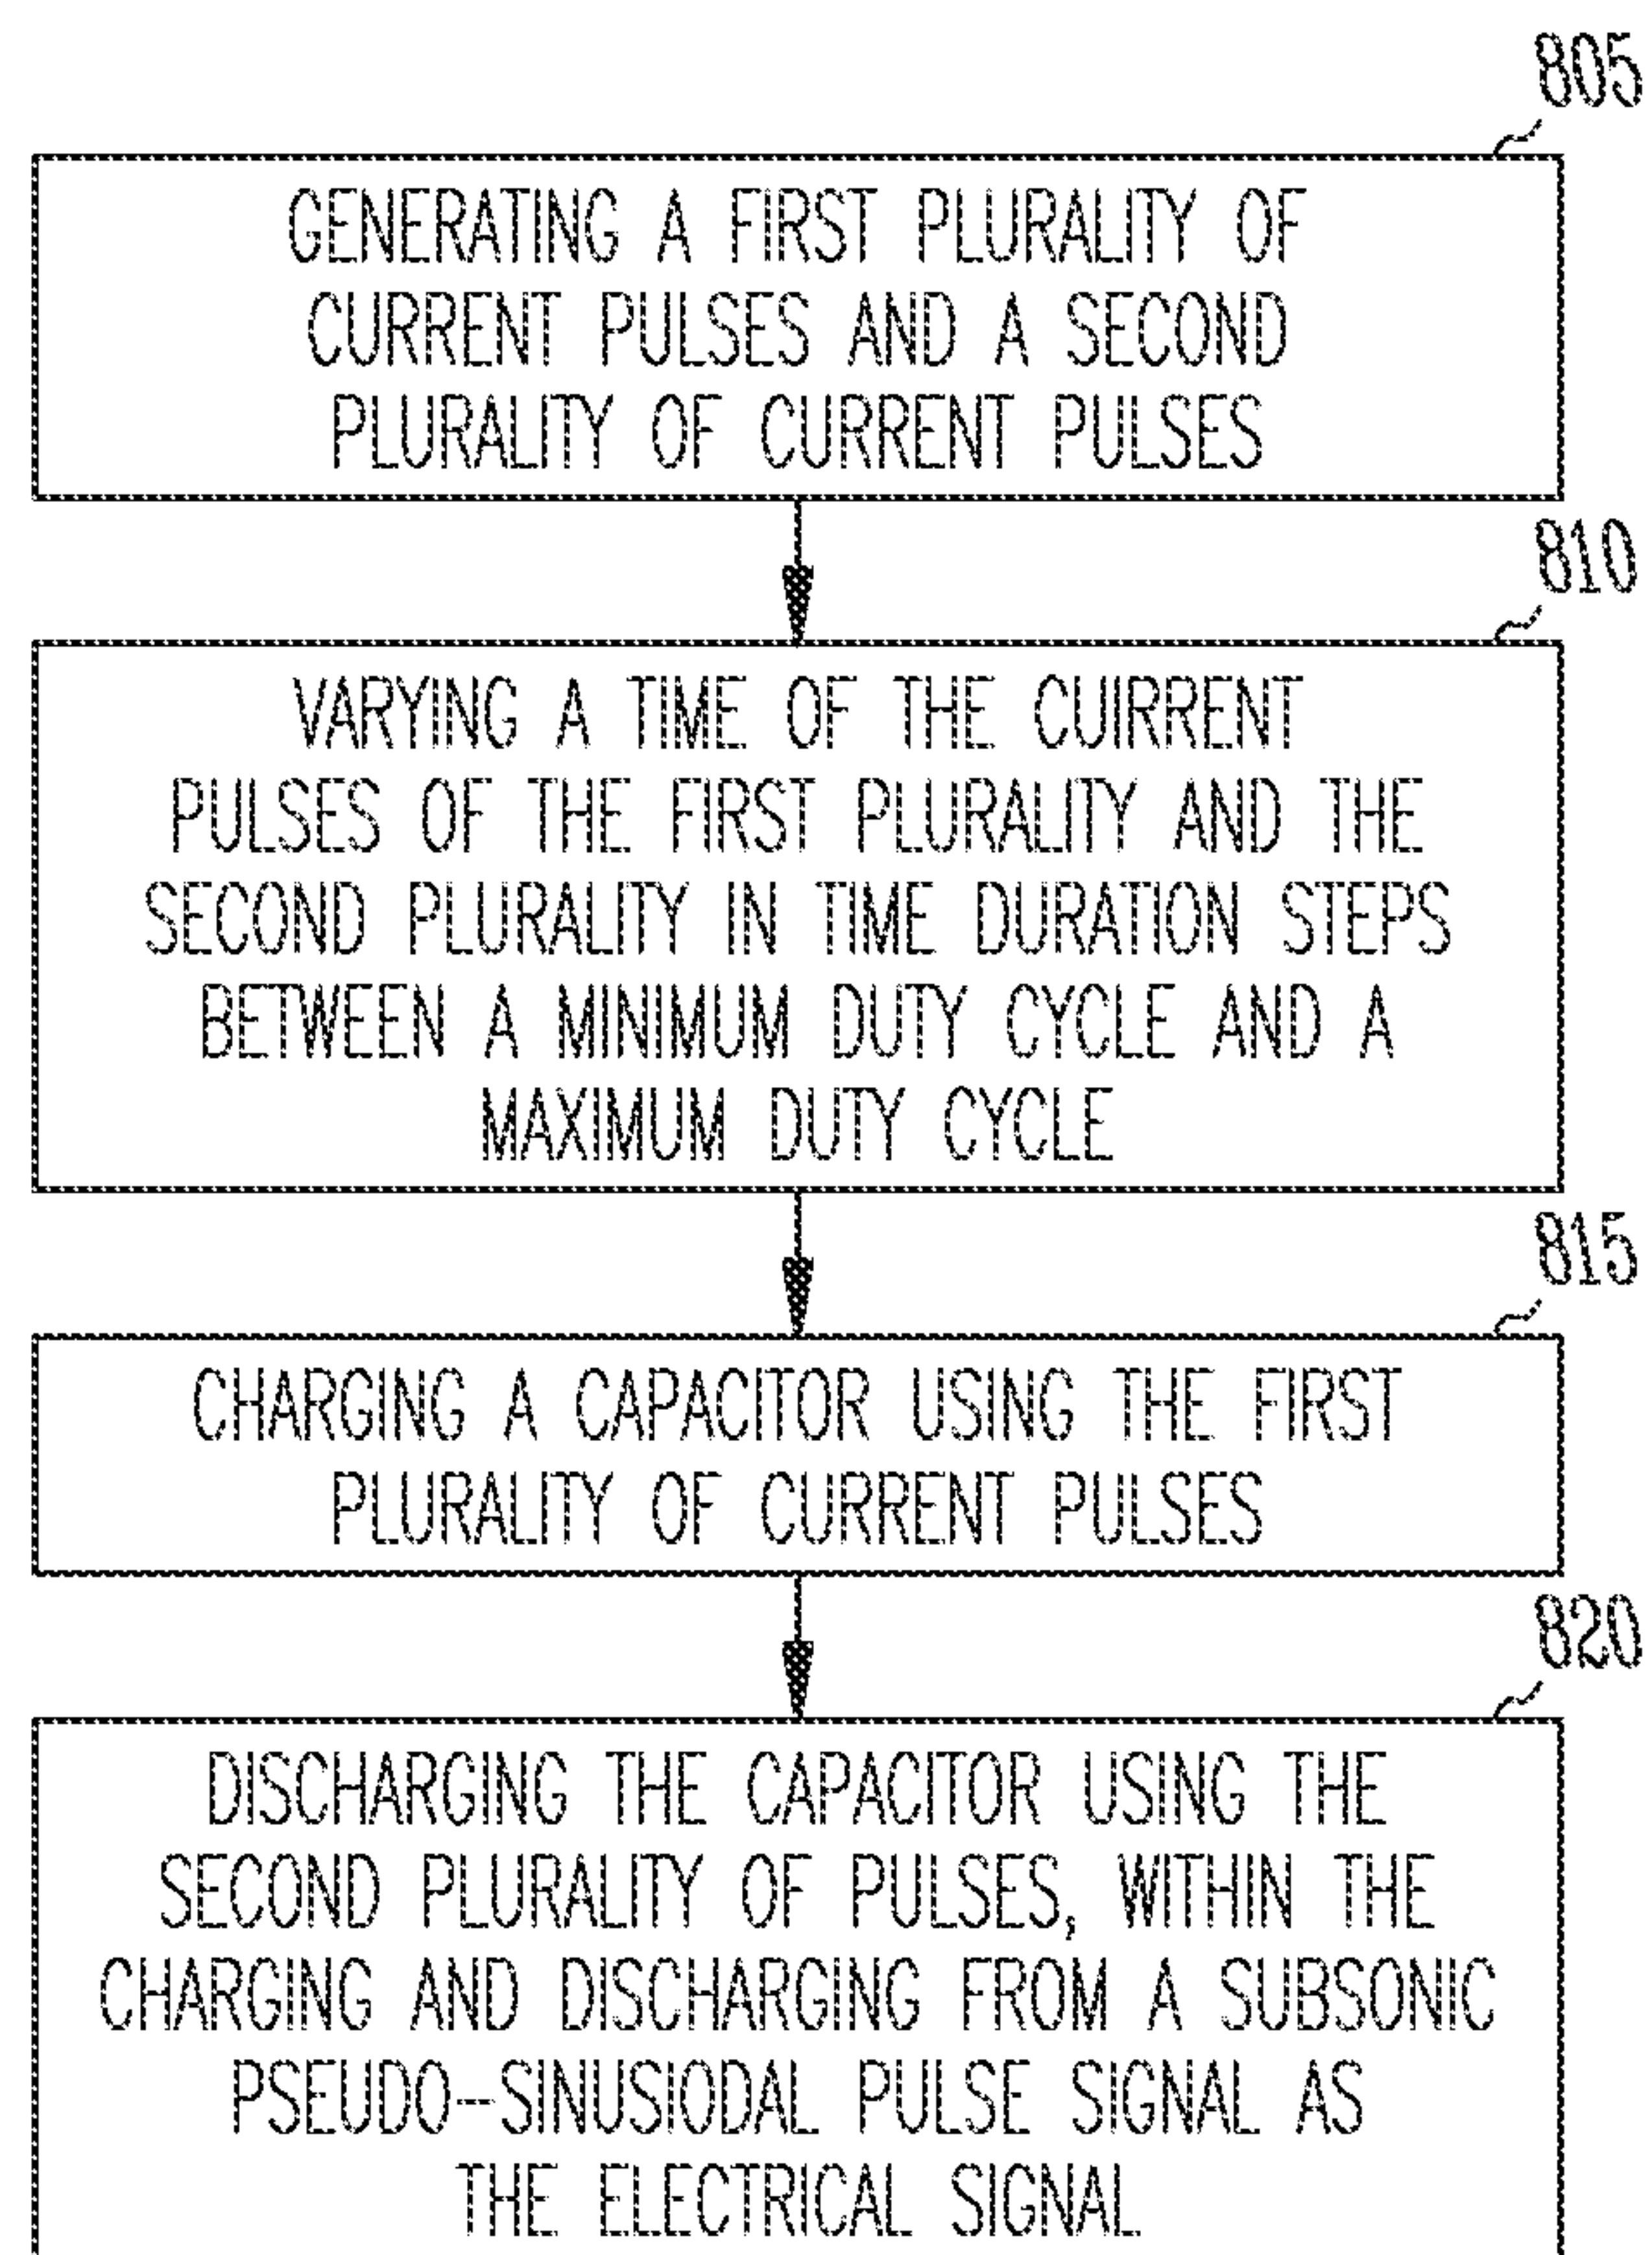 805
GENERATING A FIRST PLURALITY OF
CURRENT PULSES AND A SECOND
PLURALITY OF CURRENT PULSES
810
VARYING A TIME OF THE CUIRRENT
PULSES OF THE FIRST PLURALITY AND THE
SECOND PLURALITY IN TIME DURATION STEPS
BETWEEN A MINIMUM DUTY CYCLE AND A
MAXIMUM DUTY CYCLE
815
CHARGING A CAPACITOR USING THE FIRST
PLURALITY OF CURRENT PULSES
820
DISCHARGING THE CAPACITOR USING THE
SECOND PLURALITY OF PULSES, WITHIN THE
CHARGING AND DISCHARGING FROM A SUBSONIC
PSEUDO--SINUSIODAL PULSE SIGNAL AS
THE ELECTRICAL SIGNAL